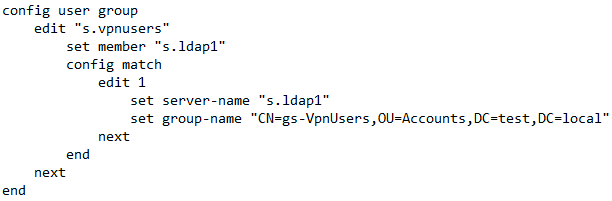 config user group
    edit "s.vpnusers"
        set member "s.ldap1"
        config match
            edit 1
                set server-name "s.ldap1"
                set group-name "CN=gs-VpnUsers,OU=Accounts,DC=test,DC=local"
            next
        end
    next
end